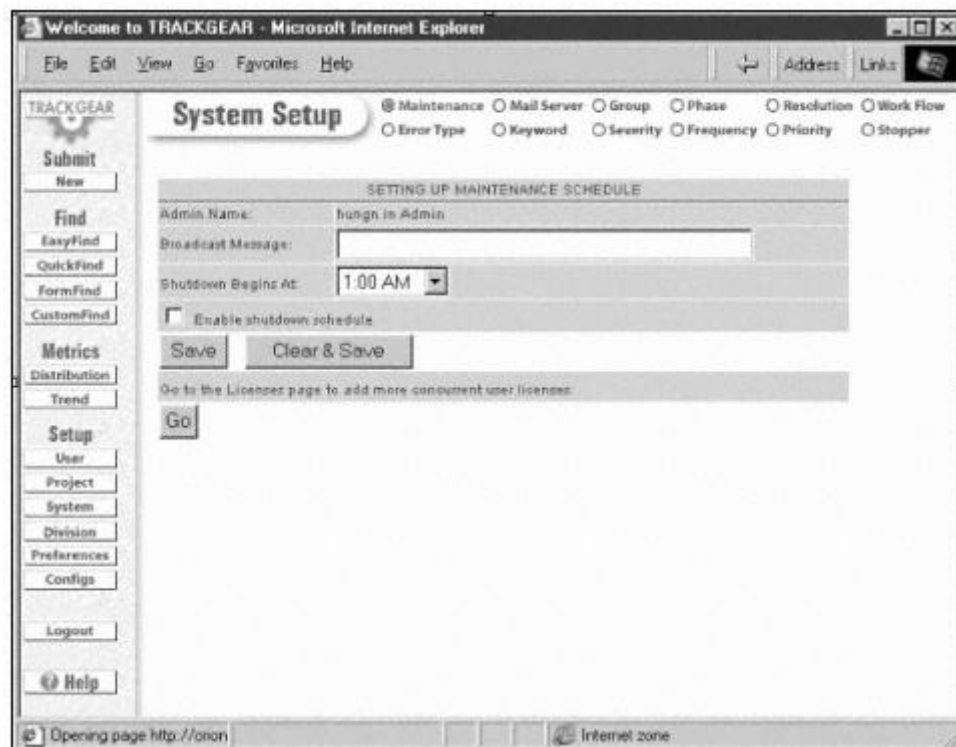 Welcome to TRACKGEAR - Microsoft Internet Explorer
File Edit View Go Favorites Help
Address Links
TRACKGEAR
System Setup
Maintenance Mail Server Group Phase Resolution Work Flow
Error Type Keyword Severity Frequency Priority Stopper
Submit
New
Find
EasyFind
QuickFind
FormFind
CustomFind
Metrics
Distribution
Trend
Setup
User
Project
System
Division
Preferences
Configs
Logout
Help
SETTING UP MAINTENANCE SCHEDULE
Admin Name: hungn in Admin
Broadcast Message:
Shutdown Begins At: 1:00 AM
Enable shutdown schedule
Save Clear & Save
Go to the Licenses page to add more concurrent user licenses
Go
Opening page http://orion
Internet zone